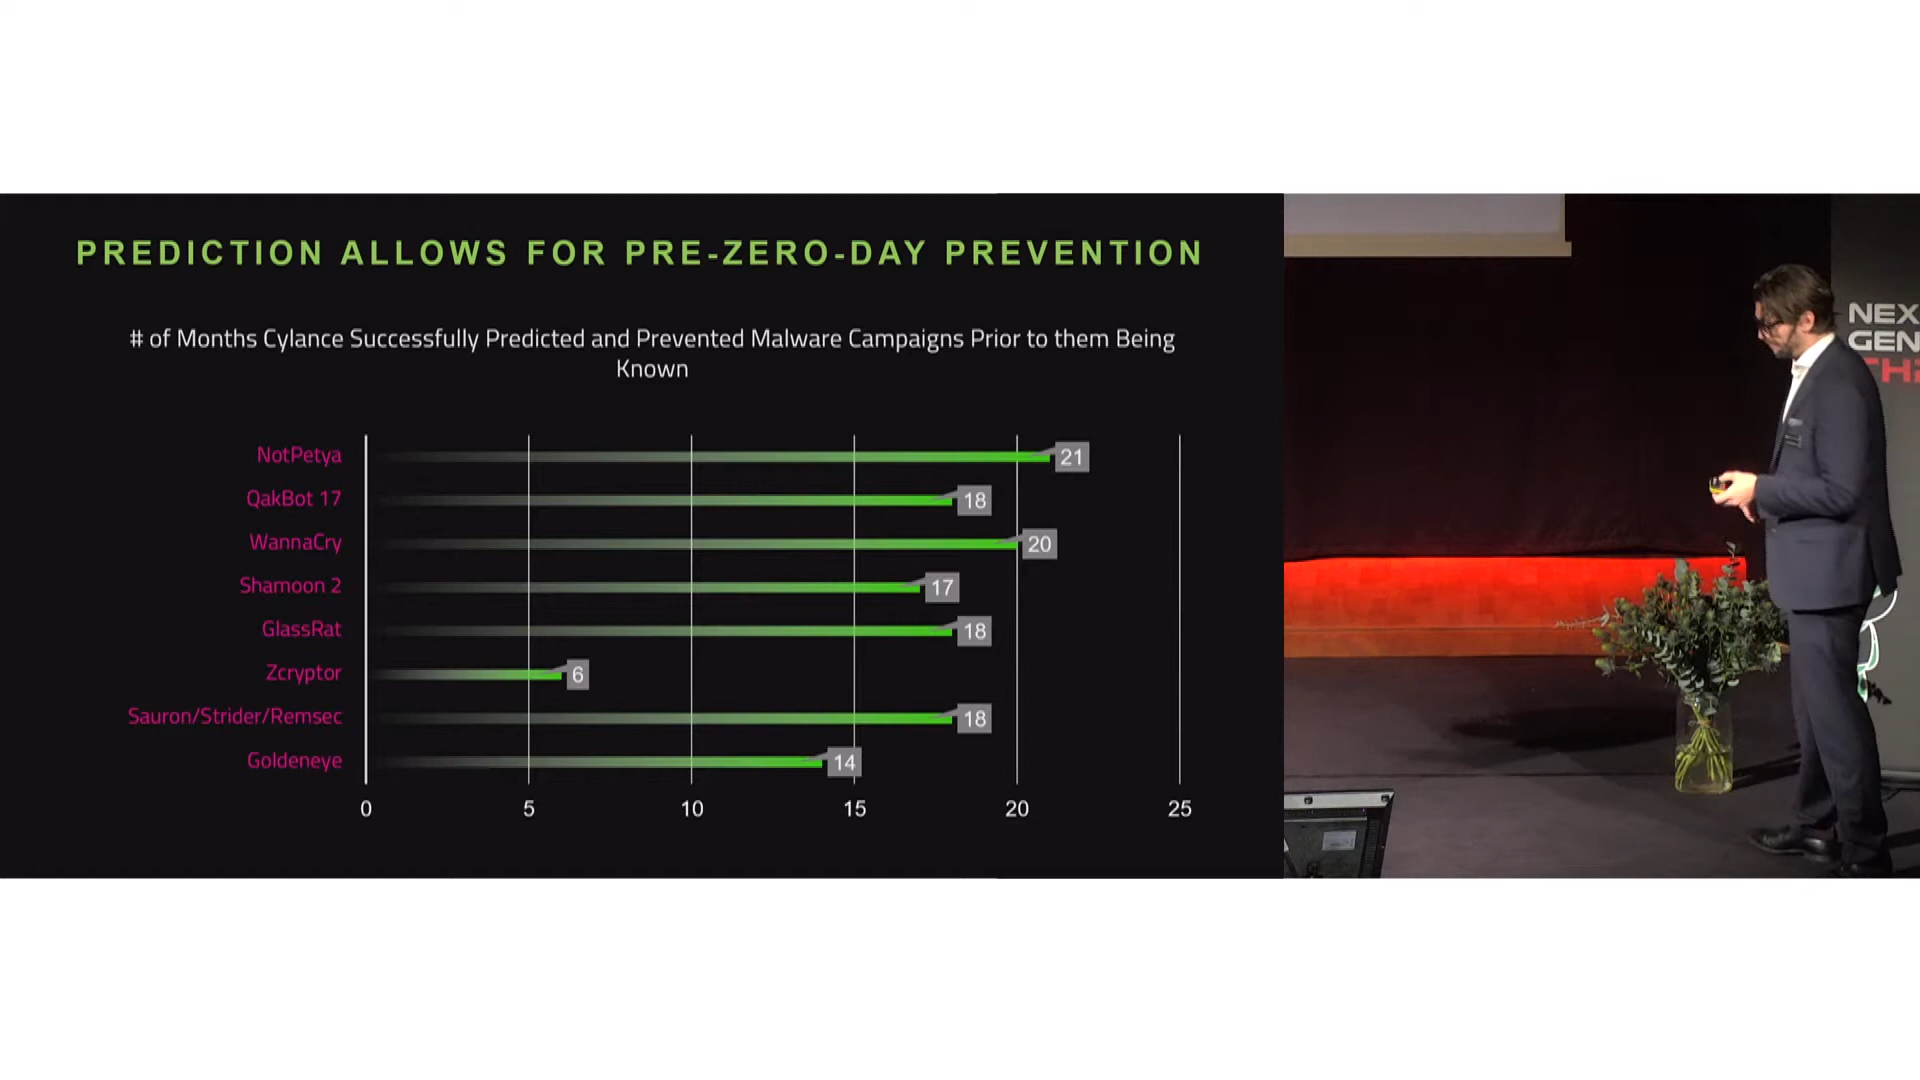 PREDICTION ALLOWS FOR PRE-ZERO-DAY PREVENTION
# of Months Cylance Successfully Predicted and Prevented Malware Campaigns Prior to them Being
Known
NotPetya 21
QakBot 17 18
WannaCry 20
Shamoon 2 17
GlassRat 18
Zcryptor 6
Sauron/Strider/Remsec 18
Goldeneye 14
0 5 10 15 20 25
NEX
GEN